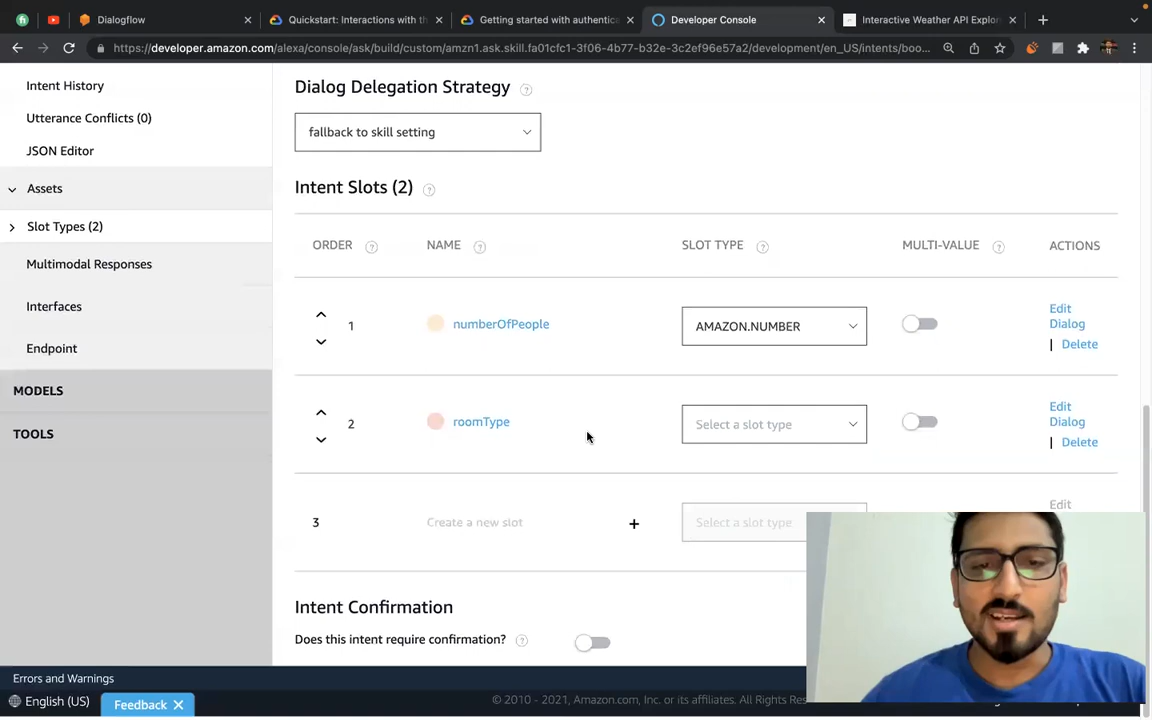 Dialogflow
Quickstart: Interactions with th
Getting started with authentica
Developer Console
Interactive Weather API Explor
https://developer.amazon.com/alexa/console/ask/build/custom/amzn1.ask.skill.fa01cfc1-3f06-4b77-b32e-3c2ef96e57a2/development/en_US/intents/boo...
Intent History
Utterance Conflicts (0)
JSON Editor
Assets
Slot Types (2)
Multimodal Responses
Interfaces
Endpoint
MODELS
TOOLS
Dialog Delegation Strategy
fallback to skill setting
Intent Slots (2)
ORDER NAME SLOT TYPE MULTI-VALUE ACTIONS
1 numberOfPeople AMAZON.NUMBER Edit Dialog | Delete
2 roomType Select a slot type Edit Dialog | Delete
3 Create a new slot + Select a slot type Edit
Intent Confirmation
Does this intent require confirmation?
Errors and Warnings
English (US)
Feedback
© 2010 - 2021, Amazon.com, Inc. or its affiliates. All Rights Rese